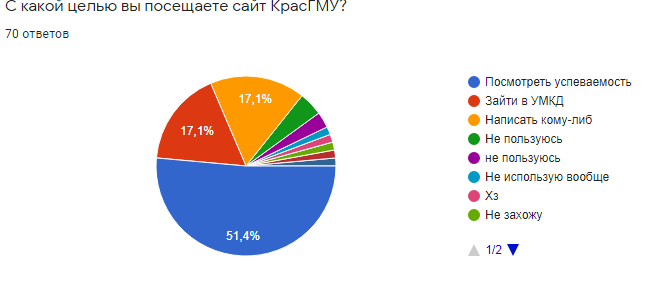 С какой целью вы посещаете сайт КрасГМУ?
70 ответов
17,1%
17,1%
51,4%
Посмотреть успеваемость
Зайти в УМКД
Написать кому-либ
Не пользуюсь
не пользуюсь
Не использую вообще
Хз
Не захожу
1/2